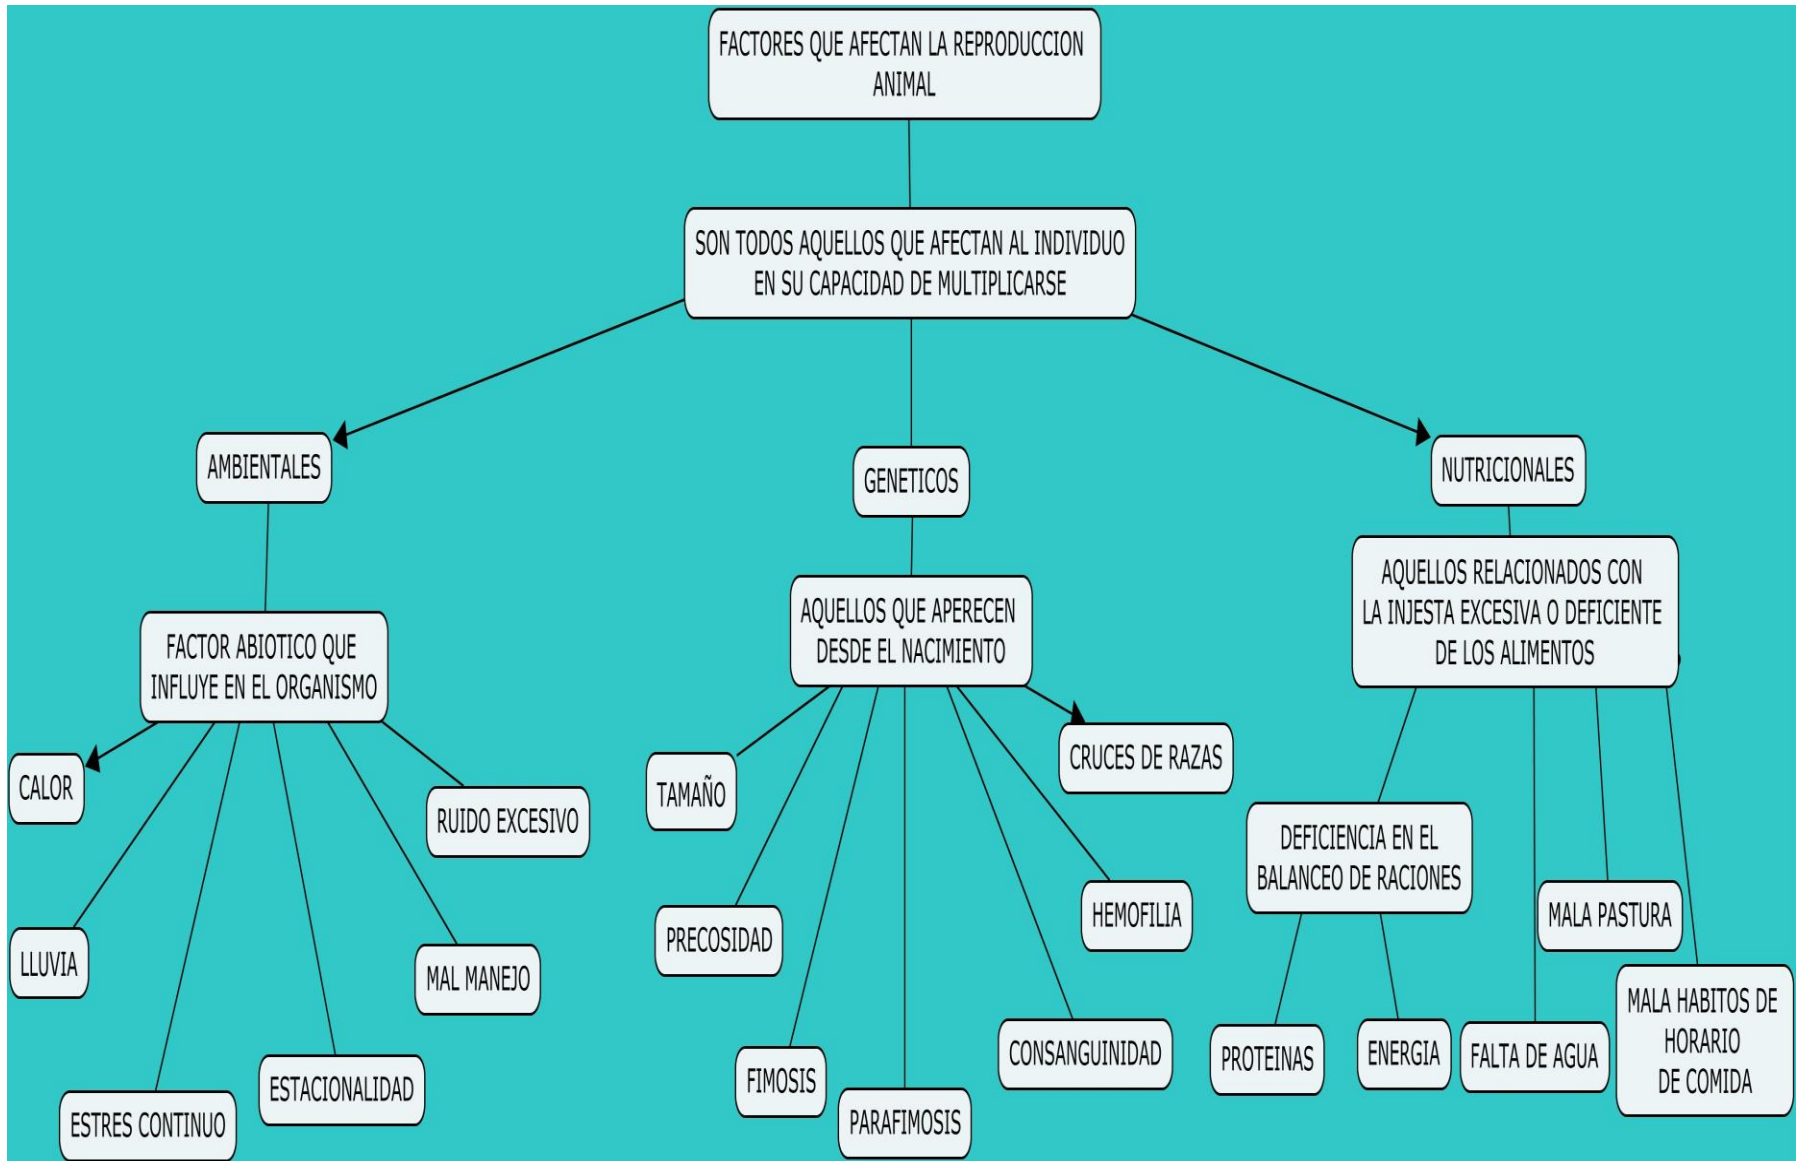 FACTORES QUE AFECTAN LA REPRODUCCION
ANIMAL
SON TODOS AQUELLOS QUE AFECTAN AL INDIVIDUO
EN SU CAPACIDAD DE MULTIPLICARSE
AMBIENTALES
GENETICOS
NUTRICIONALES
FACTOR ABIOTICO QUE
INFLUYE EN EL ORGANISMO
AQUELLOS QUE APERECEN
DESDE EL NACIMIENTO
AQUELLOS RELACIONADOS CON
LA INJESTA EXCESIVA O DEFICIENTE
DE LOS ALIMENTOS
CALOR
RUIDO EXCESIVO
LLUVIA
MAL MANEJO
ESTRES CONTINUO
ESTACIONALIDAD
TAMAÑO
CRUCES DE RAZAS
PRECOSIDAD
HEMOFILIA
FIMOSIS
PARAFIMOSIS
CONSANGUINIDAD
DEFICIENCIA EN EL
BALANCEO DE RACIONES
PROTEINAS
ENERGIA
FALTA DE AGUA
MALA PASTURA
MALA HABITOS DE
HORARIO
DE COMIDA